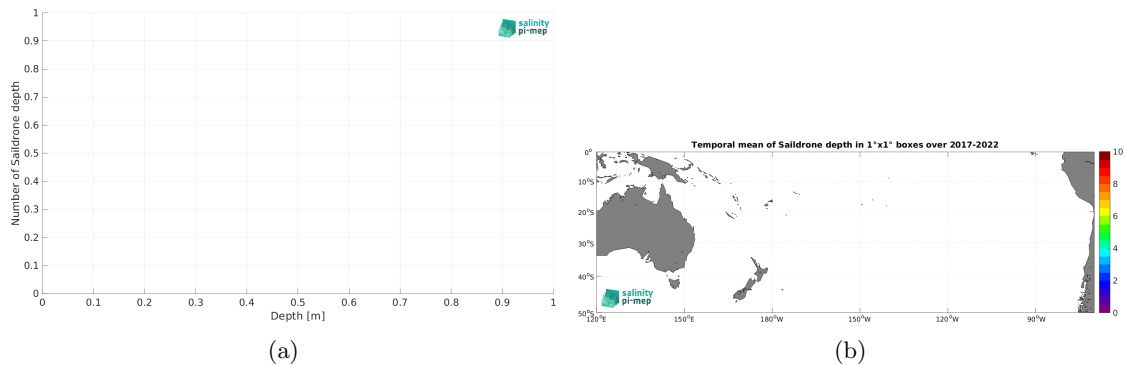 1
0.9
0.8
0.7
0.6
0.5
0.4
0.3
0.2
0.1
0
Number of Saildrone depth
salinity
pi-mep
0 0.1 0.2 0.3 0.4 0.5 0.6 0.7 0.8 0.9 1
Depth [m]
(a)
Temporal mean of Saildrone depth in 1°x1° boxes over 2017-2022
0°
10°S
20°S
30°S
40°S
50°S
salinity
pi-mep
120°E 150°E 180°W 150°W 120°W 90°W
10
8
6
4
2
0
(b)